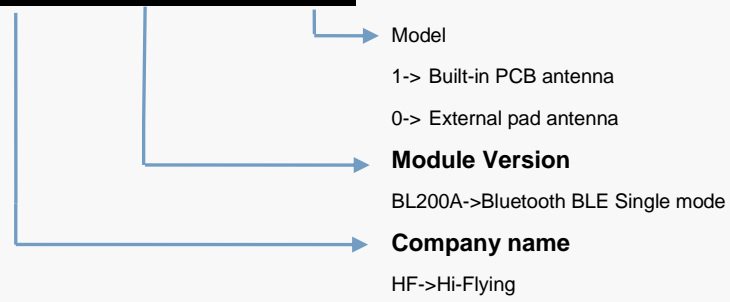 Model
1-> Built-in PCB antenna
0-> External pad antenna
Module Version
BL200A->Bluetooth BLE Single mode
Company name
HF->Hi-Flying